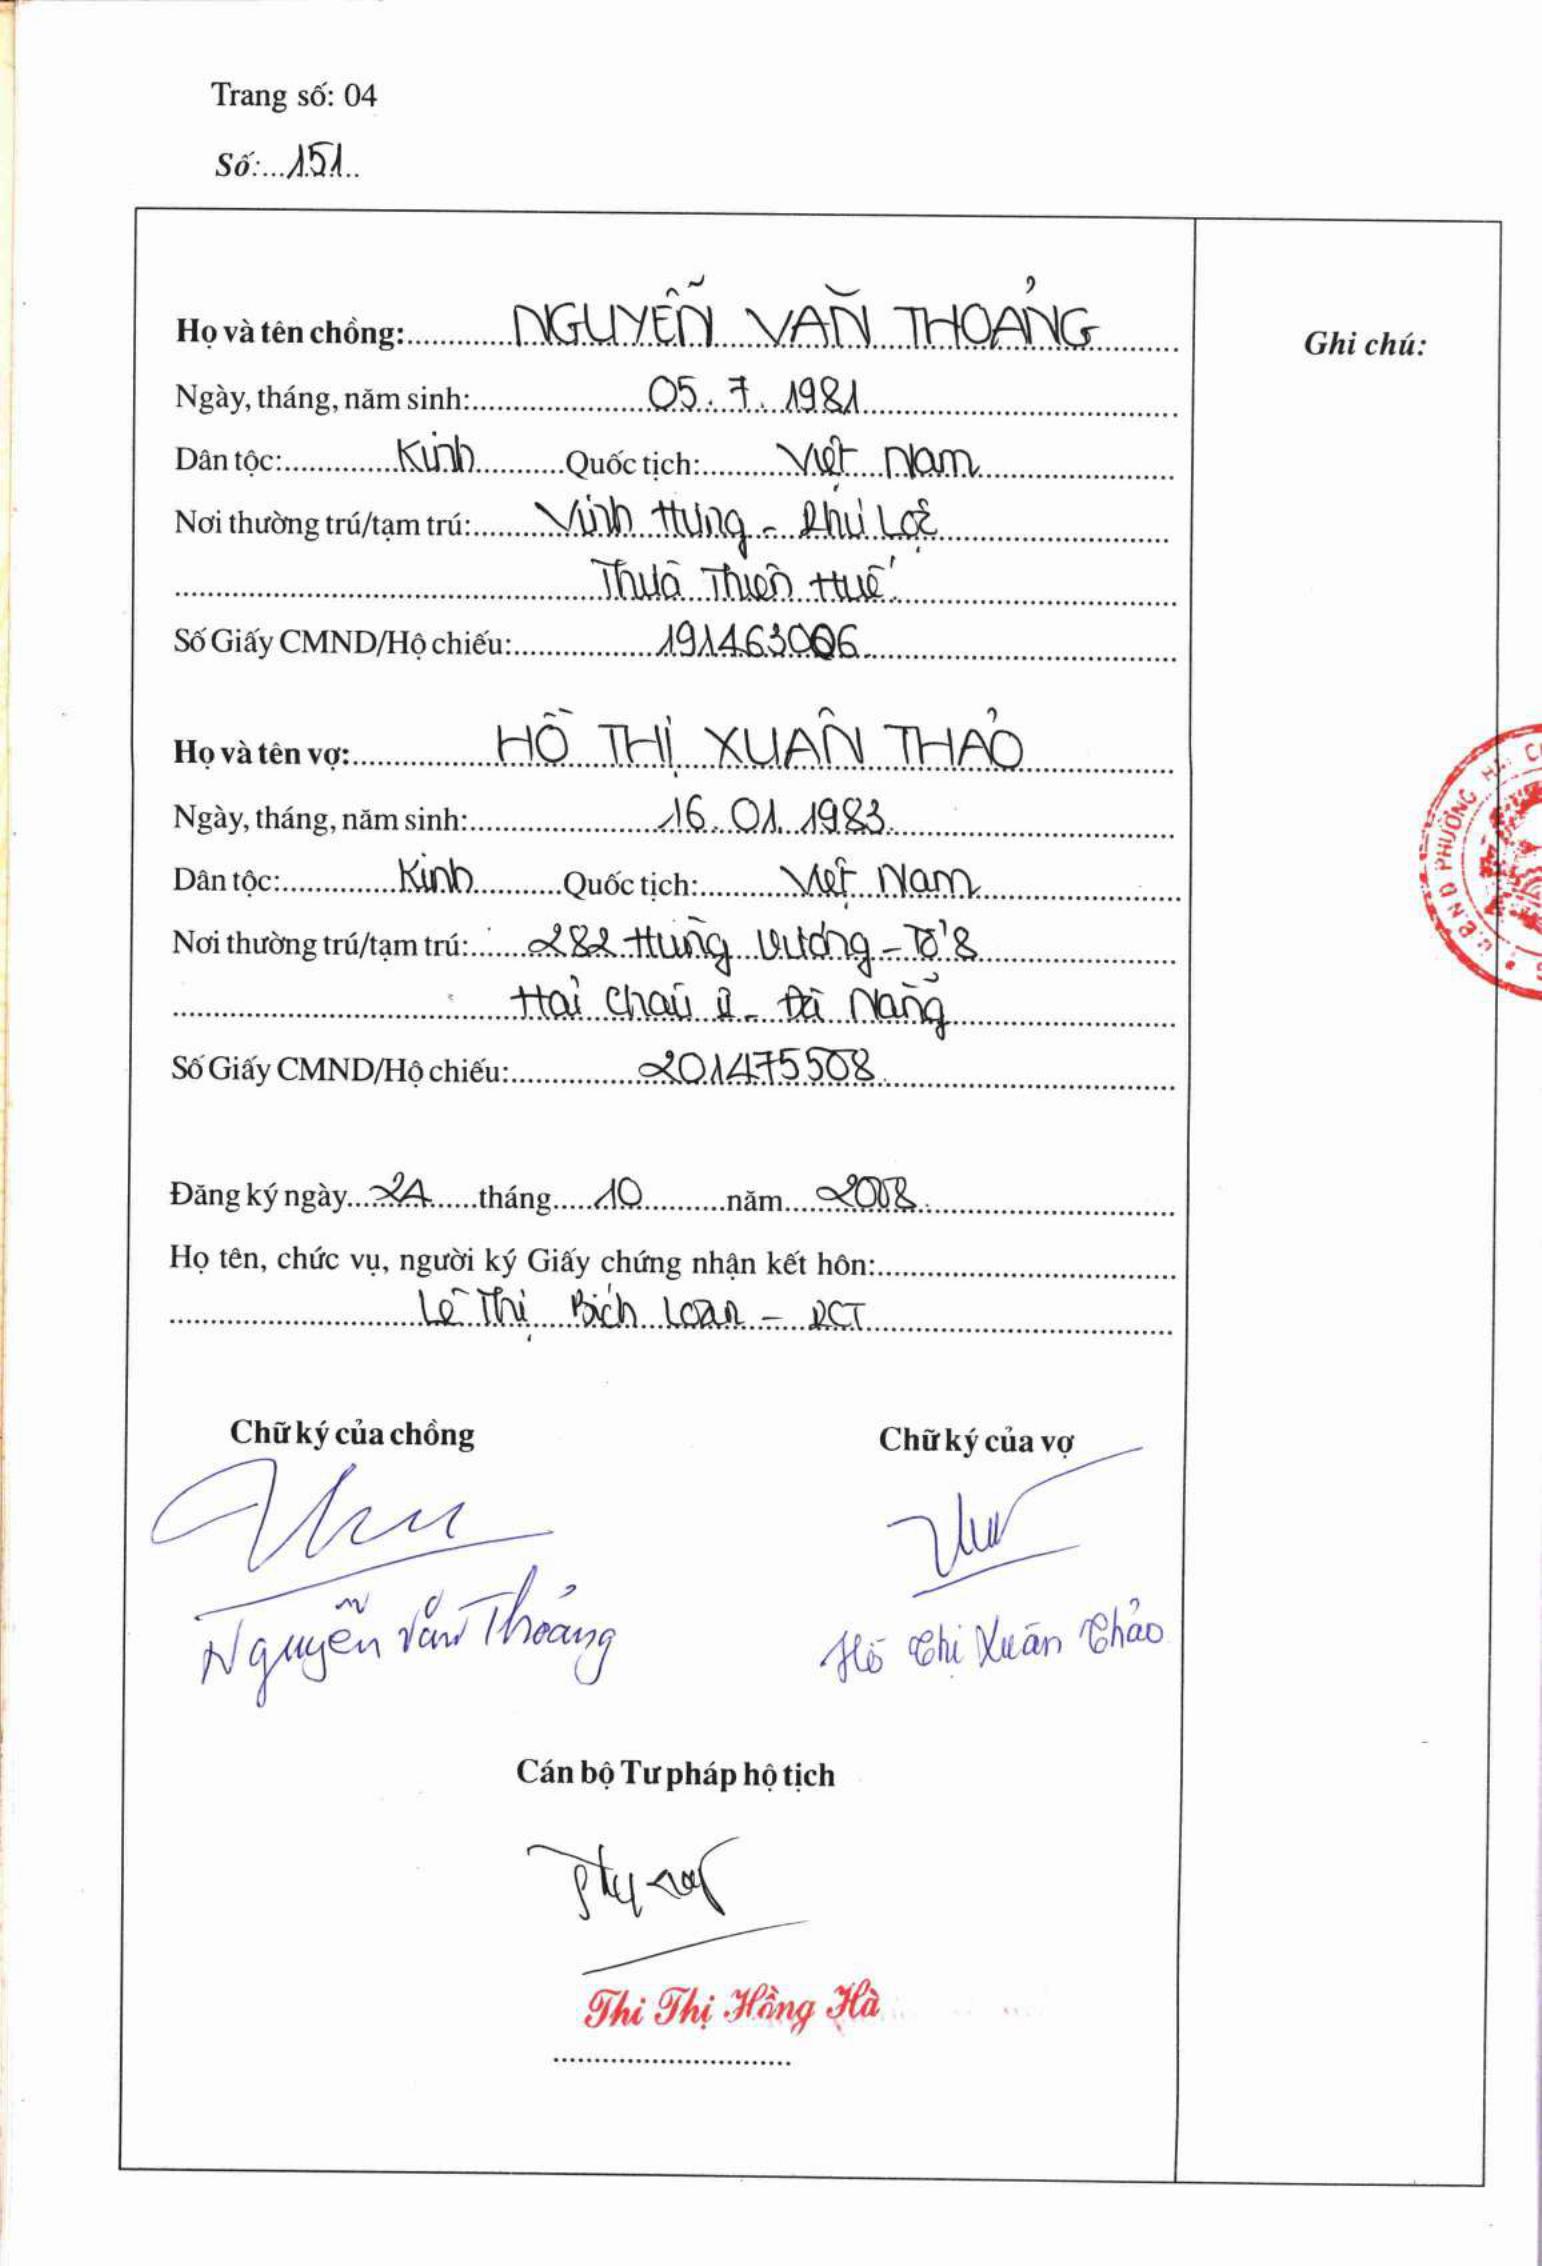 Trang số: 04
Số: 151
Họ và tên chồng: NGUYỄN VĂN THOẢNG
Ghi chú:
Ngày, tháng, năm sinh: 05. 7. 1981
Dân tộc: Kinh Quốc tịch: Việt Nam
Nơi thường trú/tạm trú: Vinh Hưng - Phú Lộc
Thừa Thiên Huế
Số Giấy CMND/Hộ chiếu: 191463006
Họ và tên vợ: HỒ THỊ XUÂN THẢO
Ngày, tháng, năm sinh: 16. 01. 1983
Dân tộc: Kinh Quốc tịch: Việt Nam
Nơi thường trú/tạm trú: 282 Hùng Vương - Tổ 8
Hải Châu II - Đà Nẵng
Số Giấy CMND/Hộ chiếu: 201475508
U.B.N.D PHƯỜNG HẢI
Đăng ký ngày tháng 10 năm 2008
Họ tên, chức vụ, người ký Giấy chứng nhận kết hôn:
Lê Thị Bích Loan - PCT
Chữ ký của chồng Chữ ký của vợ
Nguyễn Văn Thoảng Hồ Thị Xuân Thảo
Cán bộ Tư pháp hộ tịch
Thi Thị Hồng Hà